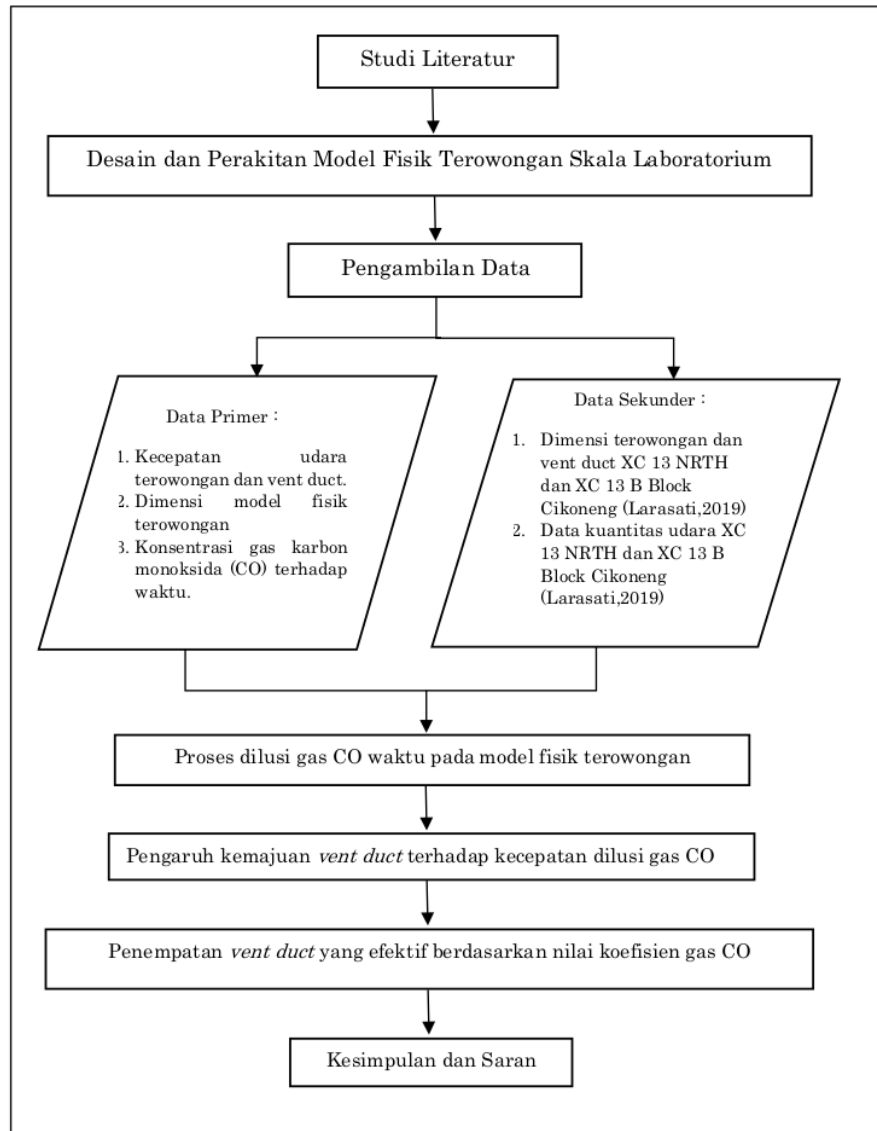 Studi Literatur
Desain dan Perakitan Model Fisik Terowongan Skala Laboratorium
Pengambilan Data
Data Primer :
1. Kecepatan udara
terowongan dan vent duct.
2. Dimensi model fisik
terowongan
3. Konsentrasi gas karbon
monoksida (CO) terhadap
waktu.
Data Sekunder :
1. Dimensi terowongan dan
vent duct XC 13 NRTH
dan XC 13 B Block
Cikoneng (Larasati,2019)
2. Data kuantitas udara XC
13 NRTH dan XC 13 B
Block Cikoneng
(Larasati,2019)
Proses dilusi gas CO waktu pada model fisik terowongan
Pengaruh kemajuan vent duct terhadap kecepatan dilusi gas CO
Penempatan vent duct yang efektif berdasarkan nilai koefisien gas CO
Kesimpulan dan Saran